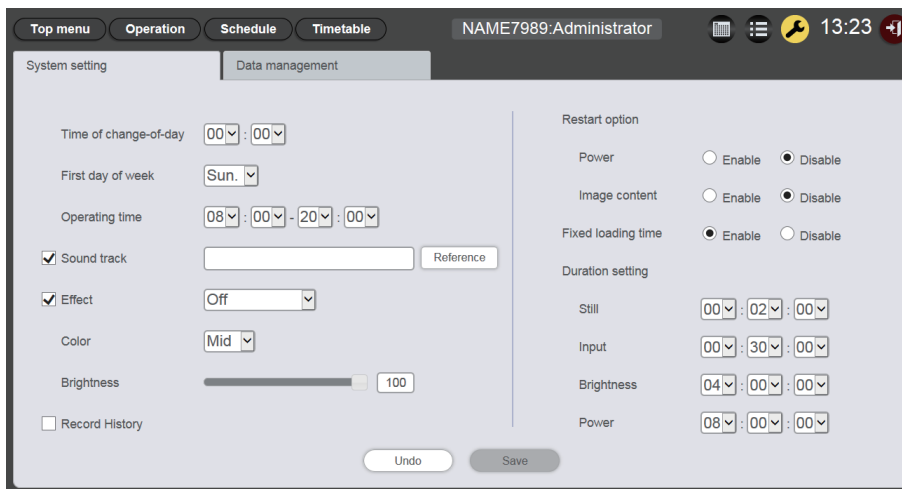 Top menu Operation Schedule Timetable NAME7989:Administrator 13:23
System setting Data management
Time of change-of-day 00 : 00
First day of week Sun.
Operating time 08 : 00 - 20 : 00
Sound track Reference
Effect Off
Color Mid
Brightness 100
Record History
Restart option
Power Enable Disable
Image content Enable Disable
Fixed loading time Enable Disable
Duration setting
Still 00 : 02 : 00
Input 00 : 30 : 00
Brightness 04 : 00 : 00
Power 08 : 00 : 00
Undo Save